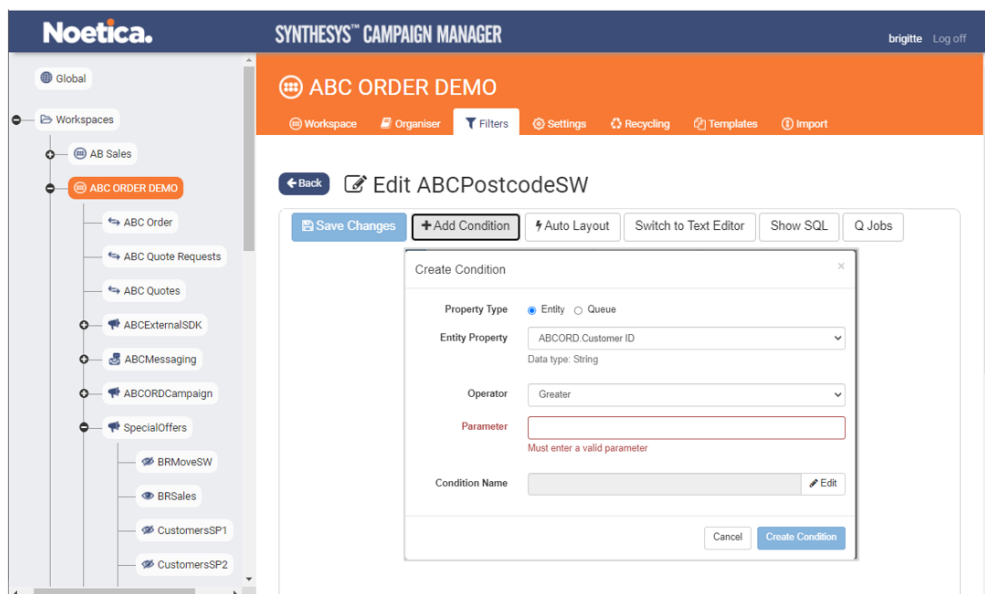 Noetica.
SYNTHESYS™ CAMPAIGN MANAGER
brigitte Log off
Global
Workspaces
AB Sales
ABC ORDER DEMO
ABC Order
ABC Quote Requests
ABC Quotes
ABCExternalSDK
ABCMessaging
ABCORDCampaign
SpecialOffers
BRMoveSW
BRSales
CustomersSP1
CustomersSP2
ABC ORDER DEMO
Workspace Organiser Filters Settings Recycling Templates Import
Back Edit ABCPostcodeSW
Save Changes +Add Condition Auto Layout Switch to Text Editor Show SQL Q Jobs
Create Condition ×
Property Type Entity Queue
Entity Property ABCORD.Customer ID
Data type: String
Operator Greater
Parameter
Must enter a valid parameter
Condition Name Edit
Cancel Create Condition